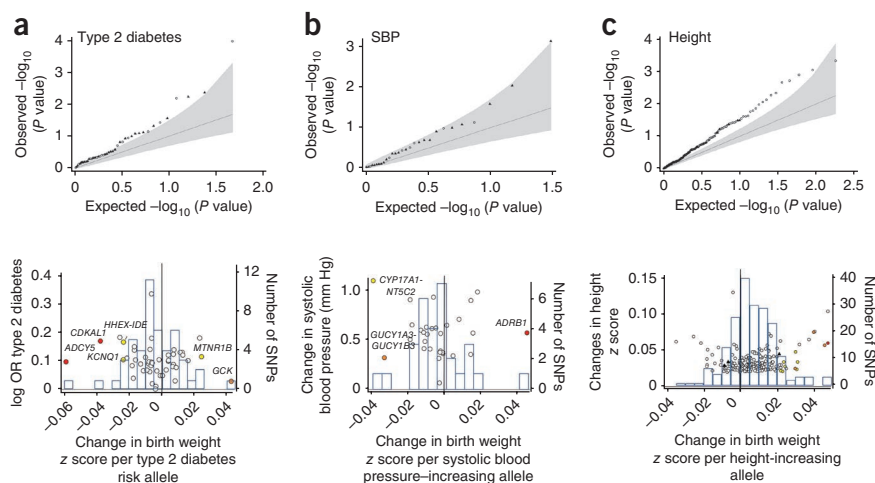 a
Type 2 diabetes
Observed –log10
(P value)
4
3
2
1
0
0 0.5 1.0 1.5 2.0
Expected –log10 (P value)
b
SBP
Observed –log10
(P value)
3
2
1
0
0 0.5 1.0 1.5
Expected –log10 (P value)
c
Height
Observed –log10
(P value)
4
3
2
1
0
0 0.5 1.0 1.5 2.0 2.5
Expected –log10 (P value)
log OR type 2 diabetes
0.4
0.3
0.2
0.1
0
CDKAL1
HHEX-IDE
ADCY5
KCNQ1
MTNR1B
GCK
12
8
4
0
Number of SNPs
–0.06 –0.04 –0.02 0 0.02 0.04
Change in birth weight
z score per type 2 diabetes
risk allele
Change in systolic
blood pressure (mm Hg)
1.0
0.5
0
CYP17A1-
NT5C2
GUCY1A3-
GUCY1B3
ADRB1
6
4
2
0
Number of SNPs
–0.04 –0.02 0 0.02 0.04
Change in birth weight
z score per systolic blood
pressure–increasing allele
Changes in height
z score
0.15
0.10
0.05
0
40
30
20
10
0
Number of SNPs
–0.04 –0.02 0 0.02 0.04
Change in birth weight
z score per height-increasing
allele